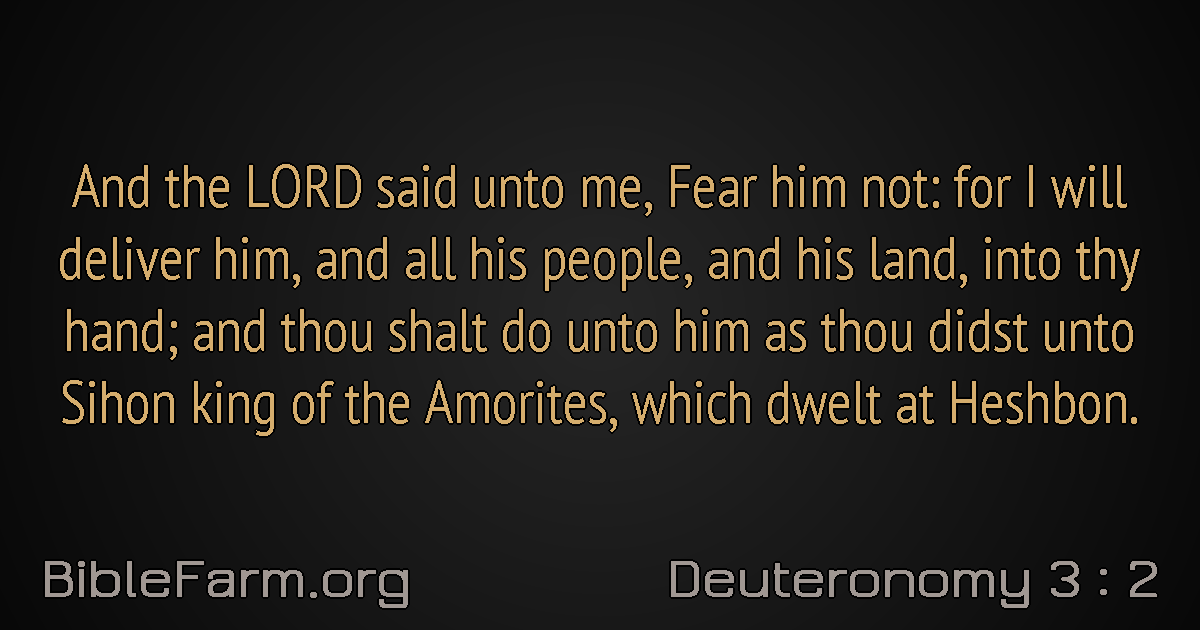 And the LORD said unto me, Fear him not: for I will
deliver him, and all his people, and his land, into thy
hand; and thou shalt do unto him as thou didst unto
Sihon king of the Amorites, which dwelt at Heshbon.
BibleFarm.org
Deuteronomy 3 : 2